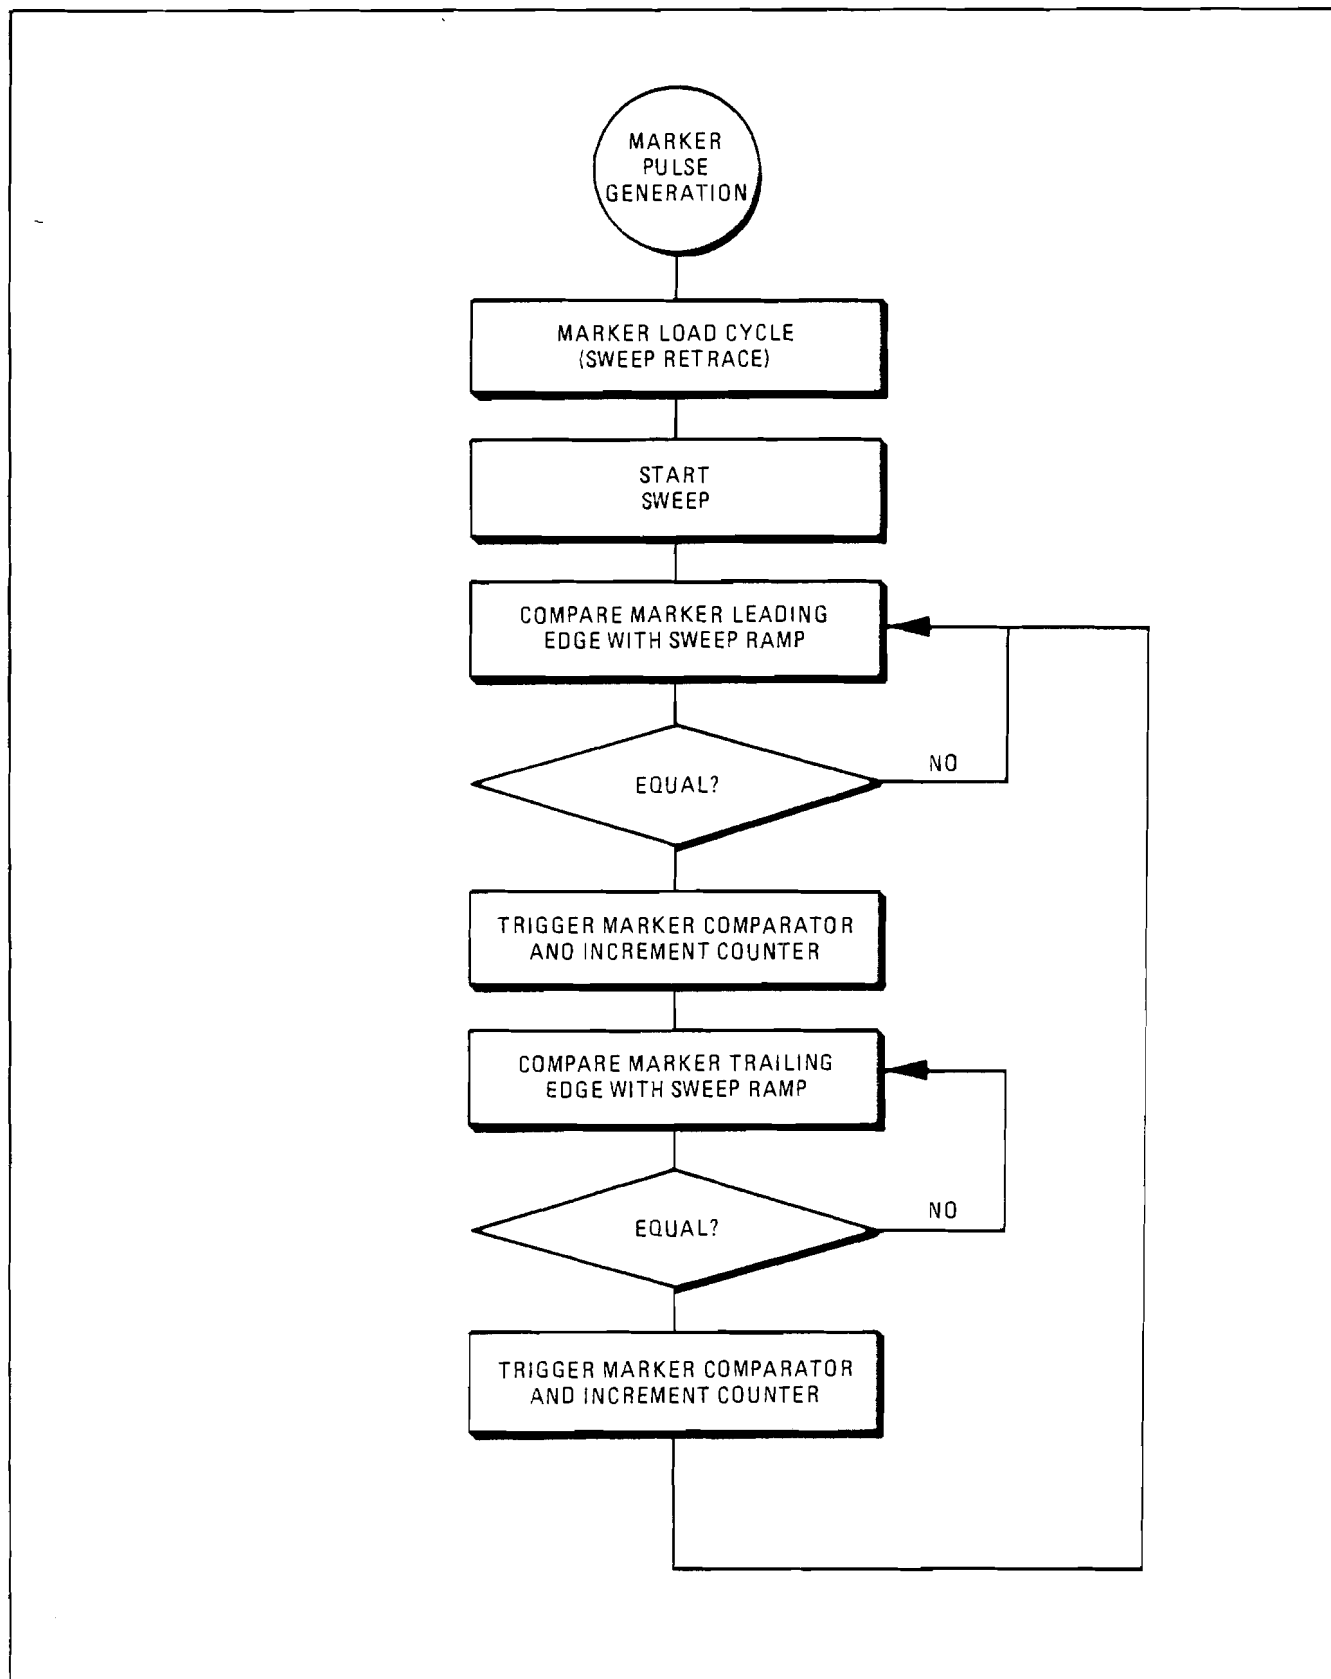 MARKER
PULSE
GENERATION
MARKER LOAD CYCLE
(SWEEP RETRACE)
START
SWEEP
COMPARE MARKER LEADING
EDGE WITH SWEEP RAMP
EQUAL?
NO
TRIGGER MARKER COMPARATOR
AND INCREMENT COUNTER
COMPARE MARKER TRAILING
EDGE WITH SWEEP RAMP
EQUAL?
NO
TRIGGER MARKER COMPARATOR
AND INCREMENT COUNTER